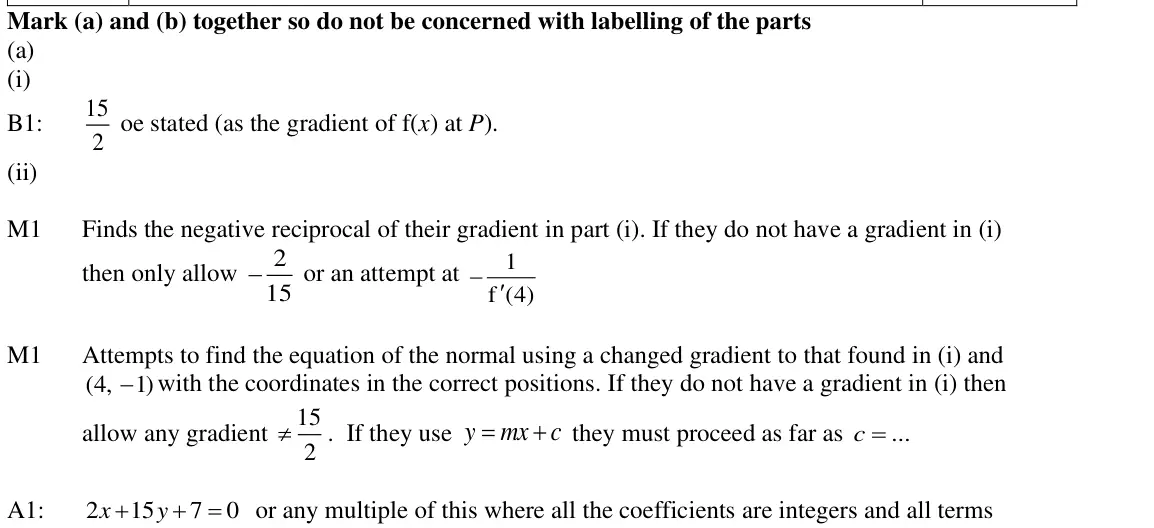 Mark (a) and (b) together so do not be concerned with labelling of the parts
(a)
(i)
B1: 15/2 oe stated (as the gradient of f(x) at P).
(ii)
M1 Finds the negative reciprocal of their gradient in part (i). If they do not have a gradient in (i)
then only allow −2/15 or an attempt at −1/f′(4)
M1 Attempts to find the equation of the normal using a changed gradient to that found in (i) and
(4, −1) with the coordinates in the correct positions. If they do not have a gradient in (i) then
allow any gradient ≠ 15/2. If they use y = mx + c they must proceed as far as c = ...
A1: 2x + 15y + 7 = 0 or any multiple of this where all the coefficients are integers and all terms